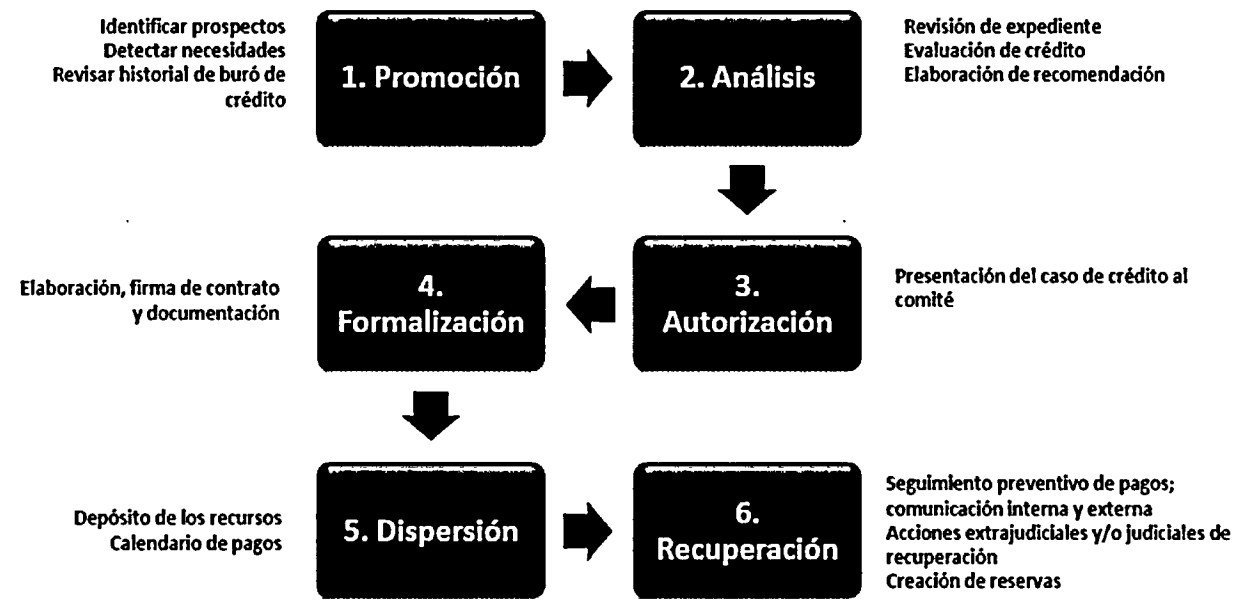 Identificar prospectos
Detectar necesidades
Revisar historial de buró de
crédito
1. Promoción
2. Análisis
Revisión de expediente
Evaluación de crédito
Elaboración de recomendación
Elaboración, firma de contrato
y documentación
4.
Formalización
3.
Autorización
Presentación del caso de crédito al
comité
Depósito de los recursos
Calendario de pagos
5. Dispersión
6.
Recuperación
Seguimiento preventivo de pagos;
comunicación interna y externa
Acciones extrajudiciales y/o judiciales de
recuperación
Creación de reservas